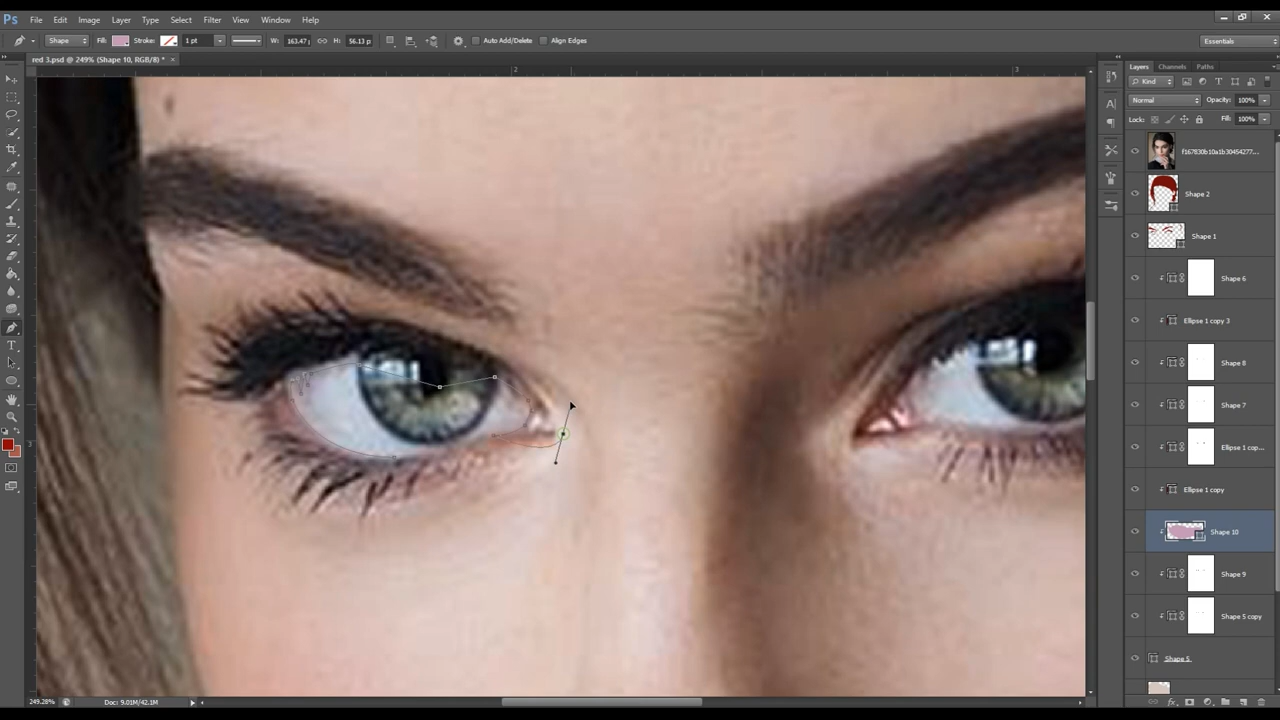 Ps File Edit Image Layer Type Select Filter View Window Help
Shape Fill: Stroke: 1 pt W: 163.47 H: 56.13 p Auto Add/Delete Align Edges Essentials
red 3.psd @ 249% (Shape 10, RGB/8) * ×
2 3
Layers Channels Paths
Kind
Normal Opacity: 100%
Lock: Fill: 100%
f167830b10a1b30454277...
Shape 2
Shape 1
Shape 6
Ellipse 1 copy 3
Shape 8
Shape 7
Ellipse 1 cop...
Ellipse 1 copy
Shape 10
Shape 9
Shape 5 copy
Shape 5
249.28% Doc: 9.01M/42.1M